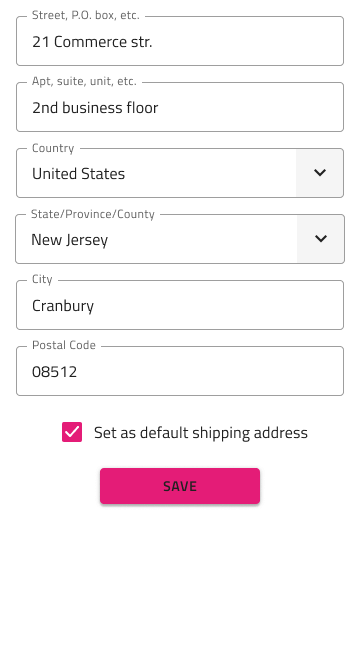 Street, P.O. box, etc.
21 Commerce str.
Apt, suite, unit, etc.
2nd business floor
Country
United States
State/Province/County
New Jersey
City
Cranbury
Postal Code
08512
Set as default shipping address
SAVE